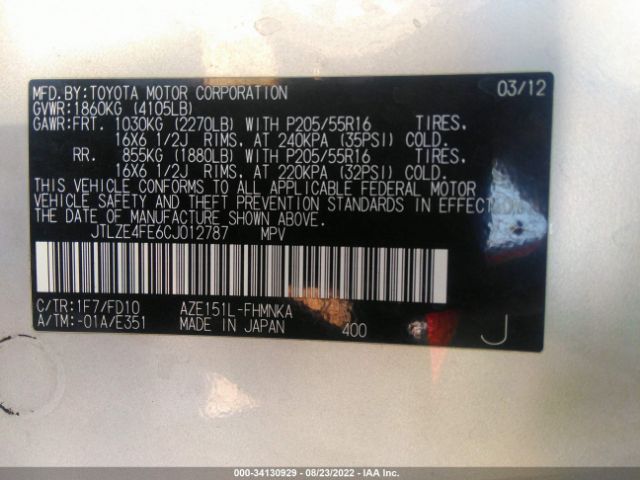 MFD.BY:TOYOTA MOTOR CORPORATION 03/12
GVWR:1860KG (4105LB)
GAWR:FRT. 1030KG (2270LB) WITH P205/55R16 TIRES.
16X6 1/2J RIMS. AT 240KPA (35PSI) COLD.
RR. 855KG (1880LB) WITH P205/55R16 TIRES.
16X6 1/2J RIMS. AT 220KPA (32PSI) COLD.
THIS VEHICLE CONFORMS TO ALL APPLICABLE FEDERAL MOTOR
VEHICLE SAFETY AND THEFT PREVENTION STANDARDS IN EFFECT
ON THE DATE OF MANUFACTURE SHOWN ABOVE.
JTLZE4FE6CJ012787 MPV
C/TR:1F7/FD10 AZE151L-FHMNKA
A/TM:-01A/E351 MADE IN JAPAN 400 J
000-34130929 - 08/23/2022 - IAA Inc.